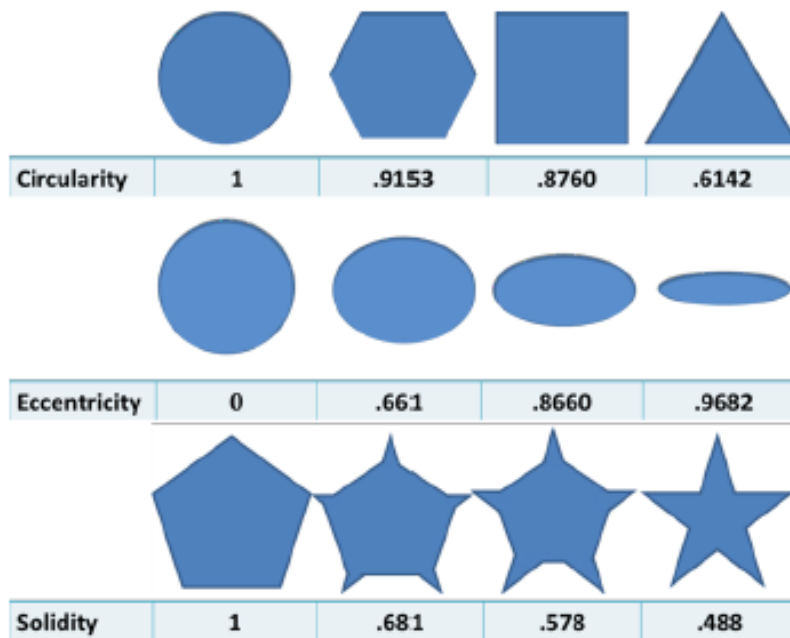 Circularity 1 .9153 .8760 .6142
Eccentricity 0 .661 .8660 .9682
Solidity 1 .681 .578 .488